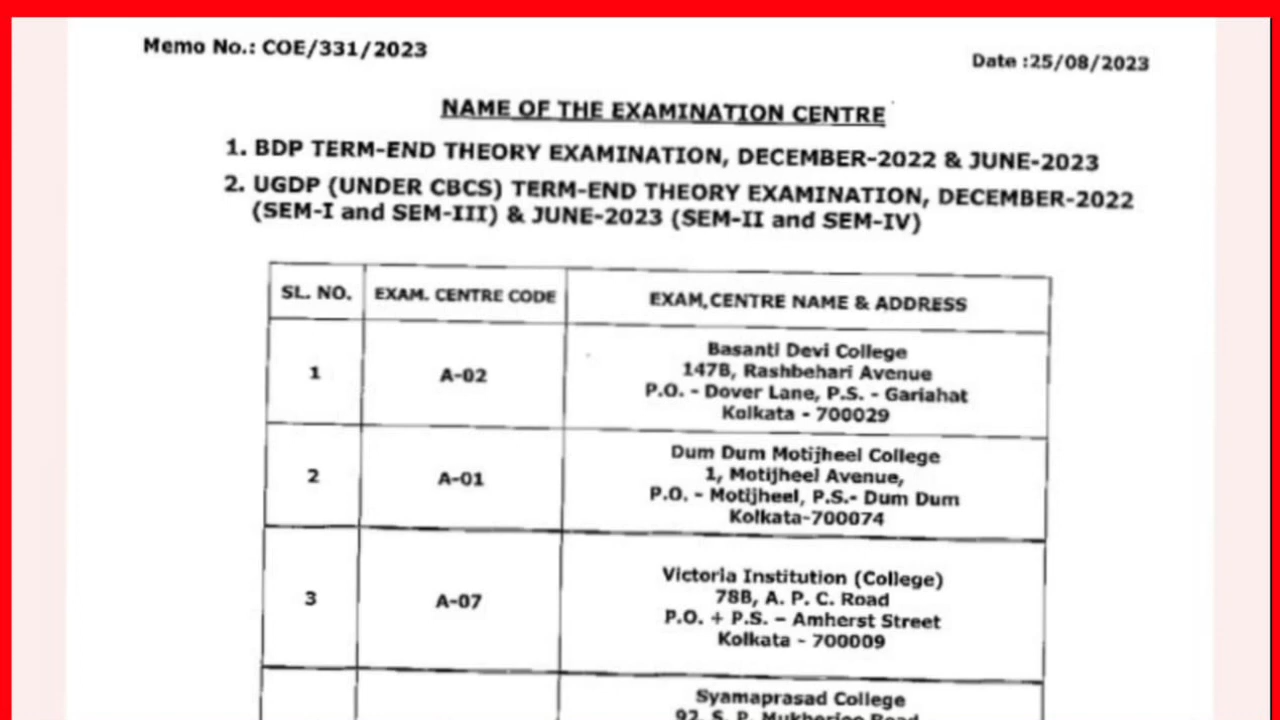 Memo No.: COE/331/2023
Date :25/08/2023
NAME OF THE EXAMINATION CENTRE
1. BDP TERM-END THEORY EXAMINATION, DECEMBER-2022 & JUNE-2023
2. UGDP (UNDER CBCS) TERM-END THEORY EXAMINATION, DECEMBER-2022
(SEM-I and SEM-III) & JUNE-2023 (SEM-II and SEM-IV)
SL. NO. EXAM. CENTRE CODE EXAM, CENTRE NAME & ADDRESS
Basanti Devi College
1 A-02 147B, Rashbehari Avenue
P.O. - Dover Lane, P.S. - Gariahat
Kolkata - 700029
Dum Dum Motijheel College
2 A-01 1, Motijheel Avenue,
P.O. - Motijheel, P.S.- Dum Dum
Kolkata-700074
Victoria Institution (College)
3 A-07 78B, A. P. C. Road
P.O. + P.S. – Amherst Street
Kolkata - 700009
Syamaprasad College
92, S. P. Mukherjee Road